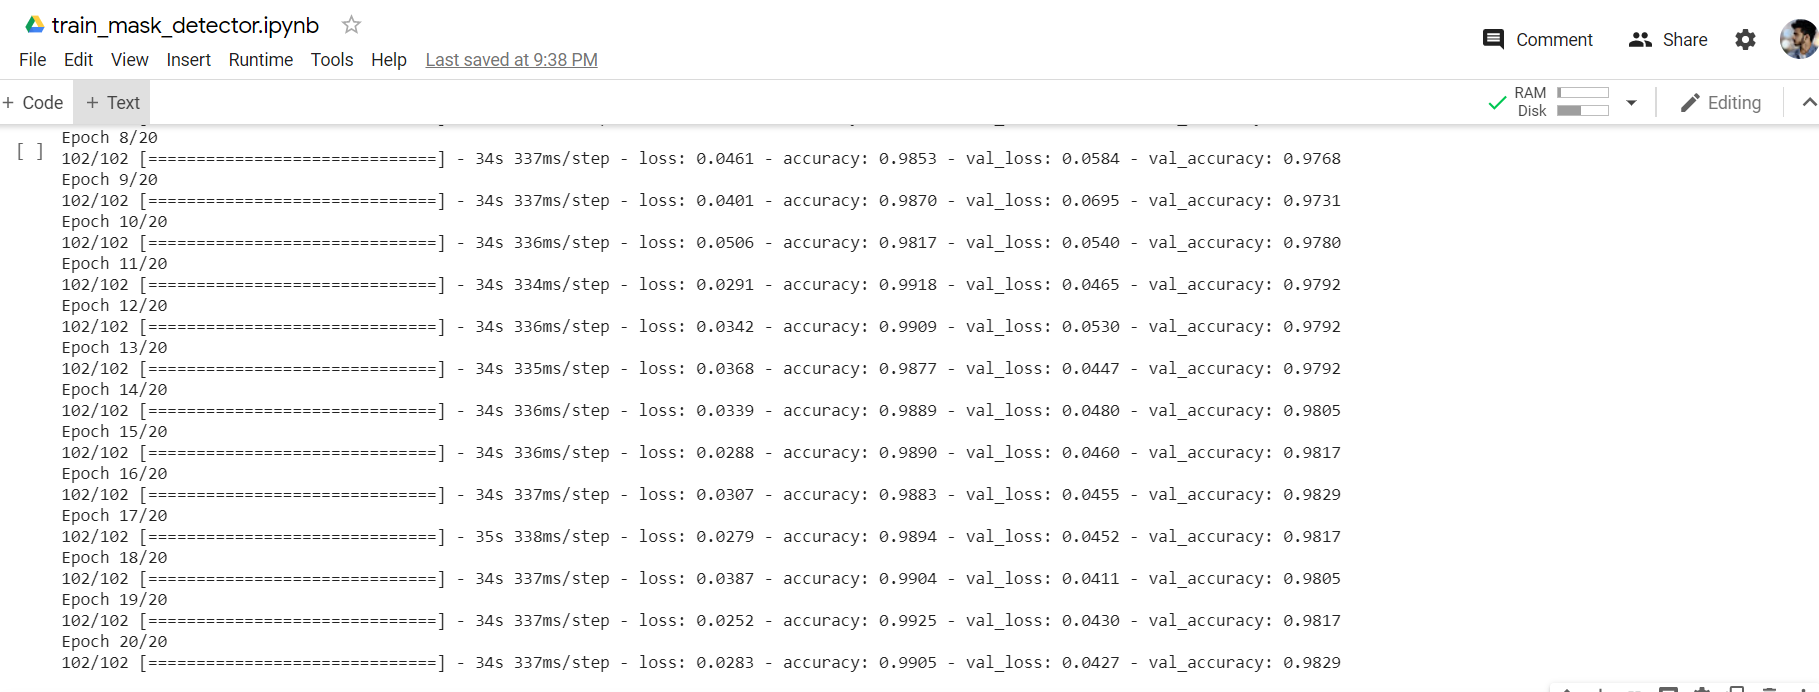 train_mask_detector.ipynb
Comment
Share
File Edit View Insert Runtime Tools Help Last saved at 9:38 PM
+ Code + Text
RAM
Disk
Editing
Epoch 8/20
[ ]
102/102 [==============================] - 34s 337ms/step - loss: 0.0461 - accuracy: 0.9853 - val_loss: 0.0584 - val_accuracy: 0.9768
Epoch 9/20
102/102 [==============================] - 34s 337ms/step - loss: 0.0401 - accuracy: 0.9870 - val_loss: 0.0695 - val_accuracy: 0.9731
Epoch 10/20
102/102 [==============================] - 34s 336ms/step - loss: 0.0506 - accuracy: 0.9817 - val_loss: 0.0540 - val_accuracy: 0.9780
Epoch 11/20
102/102 [==============================] - 34s 334ms/step - loss: 0.0291 - accuracy: 0.9918 - val_loss: 0.0465 - val_accuracy: 0.9792
Epoch 12/20
102/102 [==============================] - 34s 336ms/step - loss: 0.0342 - accuracy: 0.9909 - val_loss: 0.0530 - val_accuracy: 0.9792
Epoch 13/20
102/102 [==============================] - 34s 335ms/step - loss: 0.0368 - accuracy: 0.9877 - val_loss: 0.0447 - val_accuracy: 0.9792
Epoch 14/20
102/102 [==============================] - 34s 336ms/step - loss: 0.0339 - accuracy: 0.9889 - val_loss: 0.0480 - val_accuracy: 0.9805
Epoch 15/20
102/102 [==============================] - 34s 336ms/step - loss: 0.0288 - accuracy: 0.9890 - val_loss: 0.0460 - val_accuracy: 0.9817
Epoch 16/20
102/102 [==============================] - 34s 337ms/step - loss: 0.0307 - accuracy: 0.9883 - val_loss: 0.0455 - val_accuracy: 0.9829
Epoch 17/20
102/102 [==============================] - 35s 338ms/step - loss: 0.0279 - accuracy: 0.9894 - val_loss: 0.0452 - val_accuracy: 0.9817
Epoch 18/20
102/102 [==============================] - 34s 337ms/step - loss: 0.0387 - accuracy: 0.9904 - val_loss: 0.0411 - val_accuracy: 0.9805
Epoch 19/20
102/102 [==============================] - 34s 337ms/step - loss: 0.0252 - accuracy: 0.9925 - val_loss: 0.0430 - val_accuracy: 0.9817
Epoch 20/20
102/102 [==============================] - 34s 337ms/step - loss: 0.0283 - accuracy: 0.9905 - val_loss: 0.0427 - val_accuracy: 0.9829